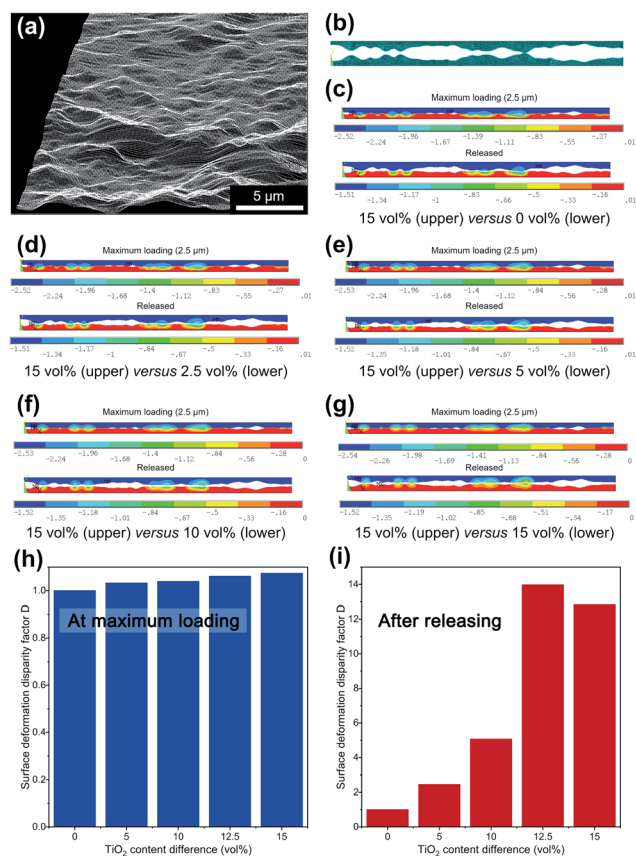 (a)
5 µm
(b)
(c)
Maximum loading (2.5 µm)
-2.52 -2.24 -1.96 -1.67 -1.39 -1.11 -.83 -.55 -.27 .01
Released
-1.51 -1.34 -1.17 -1 -.83 -.67 -.5 -.33 -.16 .01
15 vol% (upper) versus 0 vol% (lower)
(d)
Maximum loading (2.5 µm)
-2.52 -2.24 -1.96 -1.68 -1.4 -1.12 -.84 -.55 -.27 .01
Released
-1.51 -1.34 -1.17 -1 -.84 -.67 -.5 -.33 -.16 .01
15 vol% (upper) versus 2.5 vol% (lower)
(e)
Maximum loading (2.5 µm)
-2.52 -2.24 -1.96 -1.68 -1.4 -1.12 -.84 -.55 -.27 .01
Released
-1.51 -1.34 -1.17 -1 -.84 -.67 -.5 -.33 -.16 .01
15 vol% (upper) versus 5 vol% (lower)
(f)
Maximum loading (2.5 µm)
-2.53 -2.24 -1.96 -1.68 -1.4 -1.12 -.84 -.56 -.28 0
Released
-1.52 -1.35 -1.18 -1.01 -.84 -.67 -.5 -.33 -.16 0
15 vol% (upper) versus 10 vol% (lower)
(g)
Maximum loading (2.5 µm)
-2.53 -2.26 -1.96 -1.68 -1.4 -1.12 -.84 -.56 -.28 0
Released
-1.52 -1.35 -1.19 -1.02 -.85 -.68 -.51 -.34 -.17 0
15 vol% (upper) versus 15 vol% (lower)
(h)
Surface deformation disparity factor D
1.0
0.8
0.6
0.4
0.2
0.0
At maximum loading
0 5 10 12.5 15
TiO2 content difference (vol%)
(i)
Surface deformation disparity factor D
14
12
10
8
6
4
2
0
After releasing
0 5 10 12.5 15
TiO2 content difference (vol%)